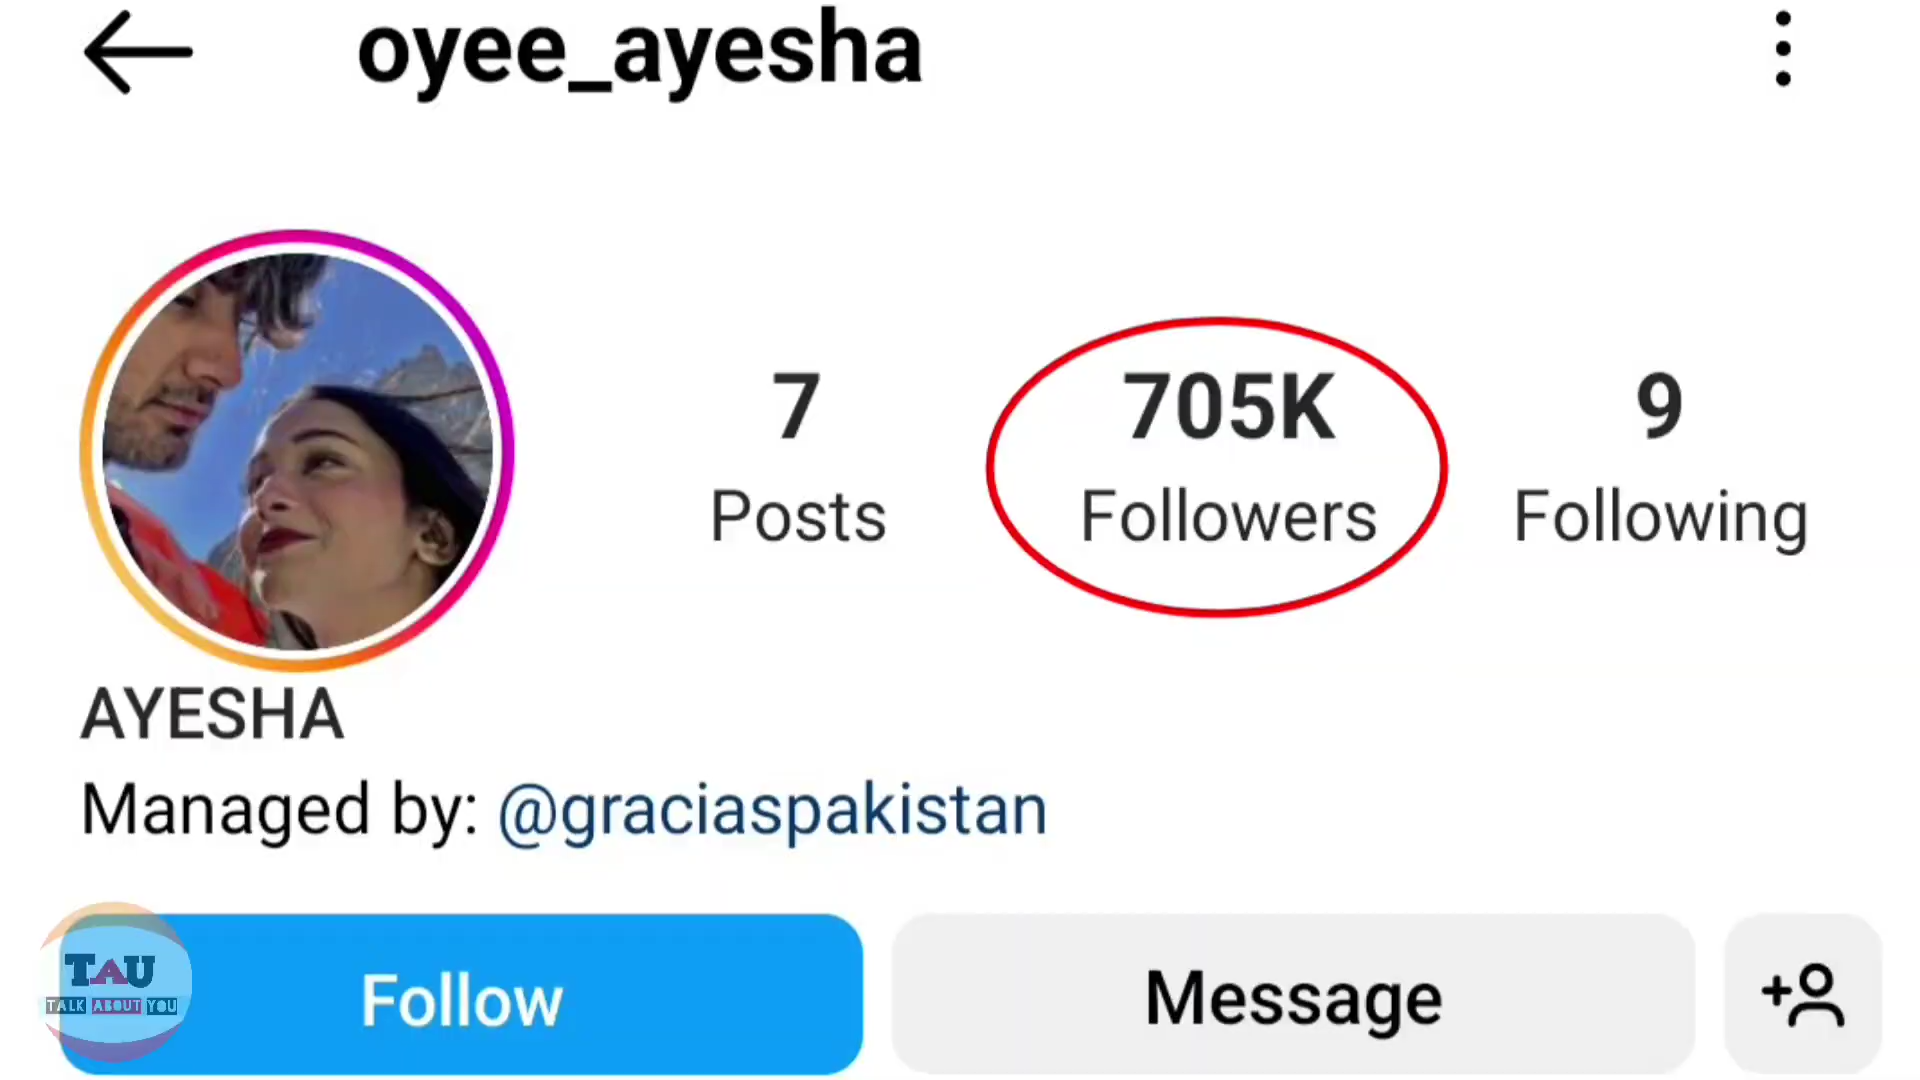 oyee_ayesha
7 705K 9
Posts Followers Following
AYESHA
Managed by: @graciaspakistan
Follow Message
TAU
TALK ABOUT YOU